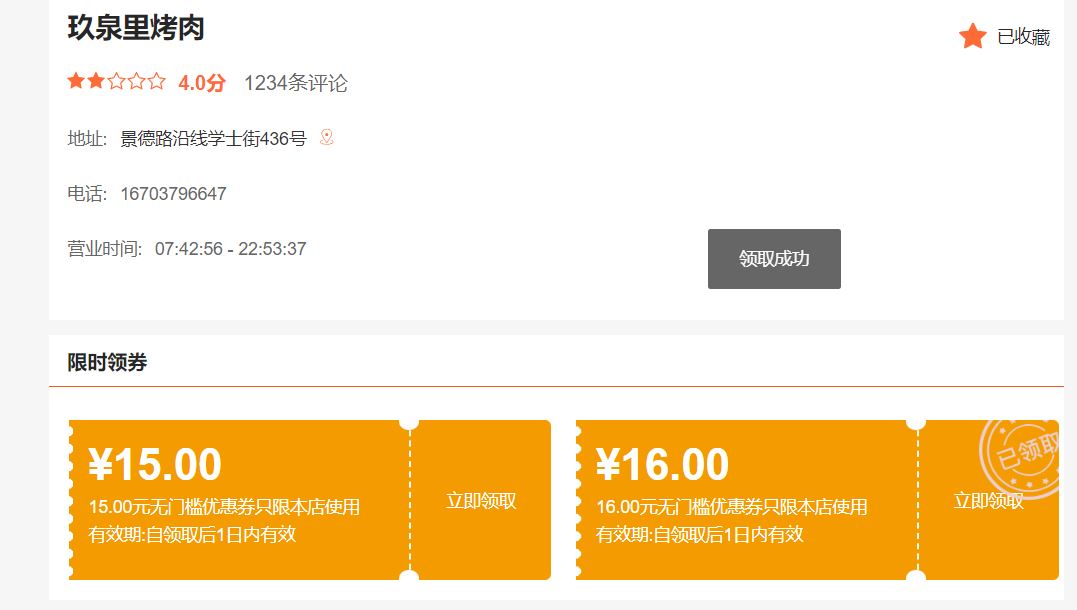 玖泉里烤肉
已收藏
4.0分 1234条评论
地址: 景德路沿线学士街436号
电话: 16703796647
营业时间: 07:42:56 - 22:53:37
领取成功
限时领券
¥15.00
15.00元无门槛优惠券只限本店使用
有效期:自领取后1日内有效
立即领取
¥16.00
16.00元无门槛优惠券只限本店使用
有效期:自领取后1日内有效
立即领取
已领取